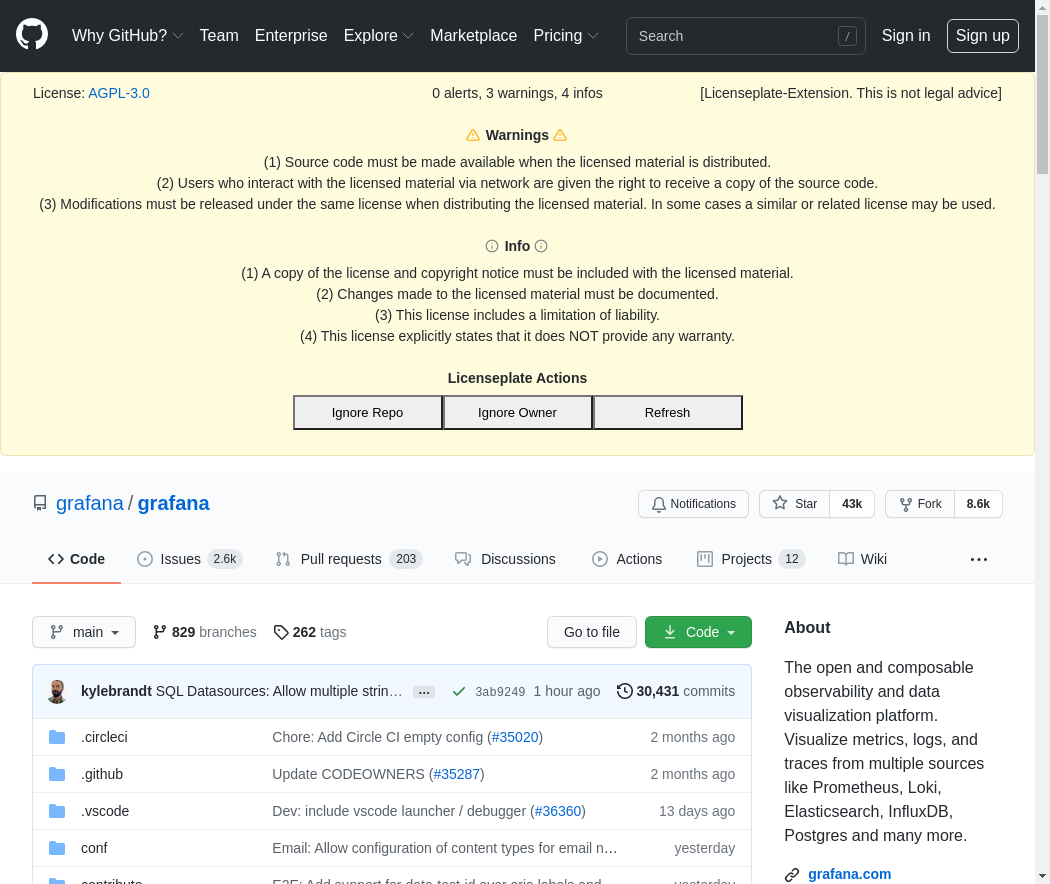 Why GitHub? Team Enterprise Explore Marketplace Pricing Search / Sign in Sign up
License: AGPL-3.0 0 alerts, 3 warnings, 4 infos [Licenseplate-Extension. This is not legal advice]
Warnings
(1) Source code must be made available when the licensed material is distributed.
(2) Users who interact with the licensed material via network are given the right to receive a copy of the source code.
(3) Modifications must be released under the same license when distributing the licensed material. In some cases a similar or related license may be used.
Info
(1) A copy of the license and copyright notice must be included with the licensed material.
(2) Changes made to the licensed material must be documented.
(3) This license includes a limitation of liability.
(4) This license explicitly states that it does NOT provide any warranty.
Licenseplate Actions
Ignore Repo Ignore Owner Refresh
grafana / grafana Notifications Star 43k Fork 8.6k
Code Issues 2.6k Pull requests 203 Discussions Actions Projects 12 Wiki ...
main 829 branches 262 tags Go to file Code
kylebrandt SQL Datasources: Allow multiple strin… ... 3ab9249 1 hour ago 30,431 commits
.circleci Chore: Add Circle CI empty config (#35020) 2 months ago
.github Update CODEOWNERS (#35287) 2 months ago
.vscode Dev: include vscode launcher / debugger (#36360) 13 days ago
conf Email: Allow configuration of content types for email n… yesterday
contribute E2E: Add support for data-test-id over aria labels and yesterday
About
The open and composable
observability and data
visualization platform.
Visualize metrics, logs, and
traces from multiple sources
like Prometheus, Loki,
Elasticsearch, InfluxDB,
Postgres and many more.
grafana.com